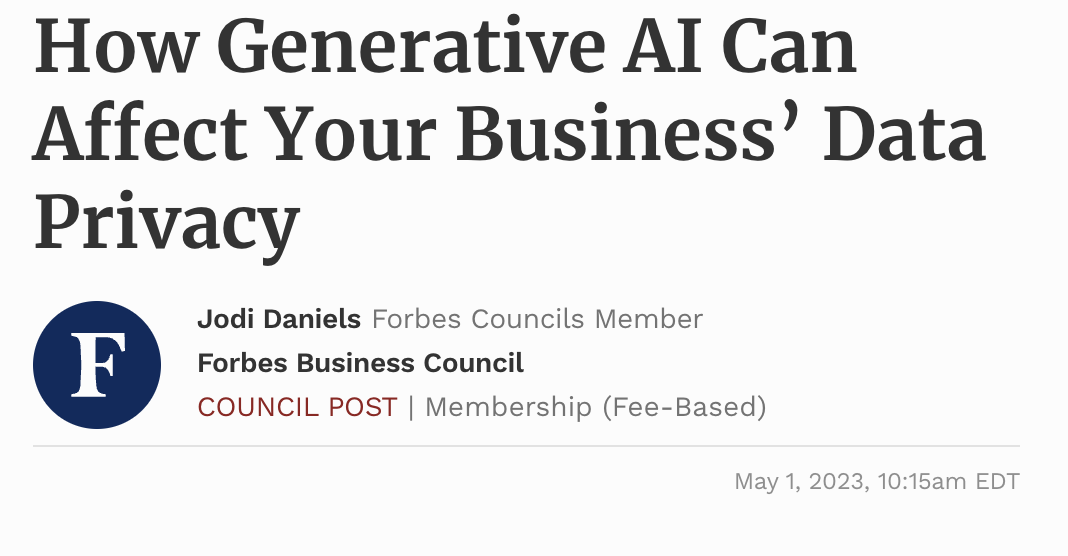 How Generative AI Can
Affect Your Business’ Data
Privacy
F
Jodi Daniels Forbes Councils Member
Forbes Business Council
COUNCIL POST | Membership (Fee-Based)
May 1, 2023, 10:15am EDT